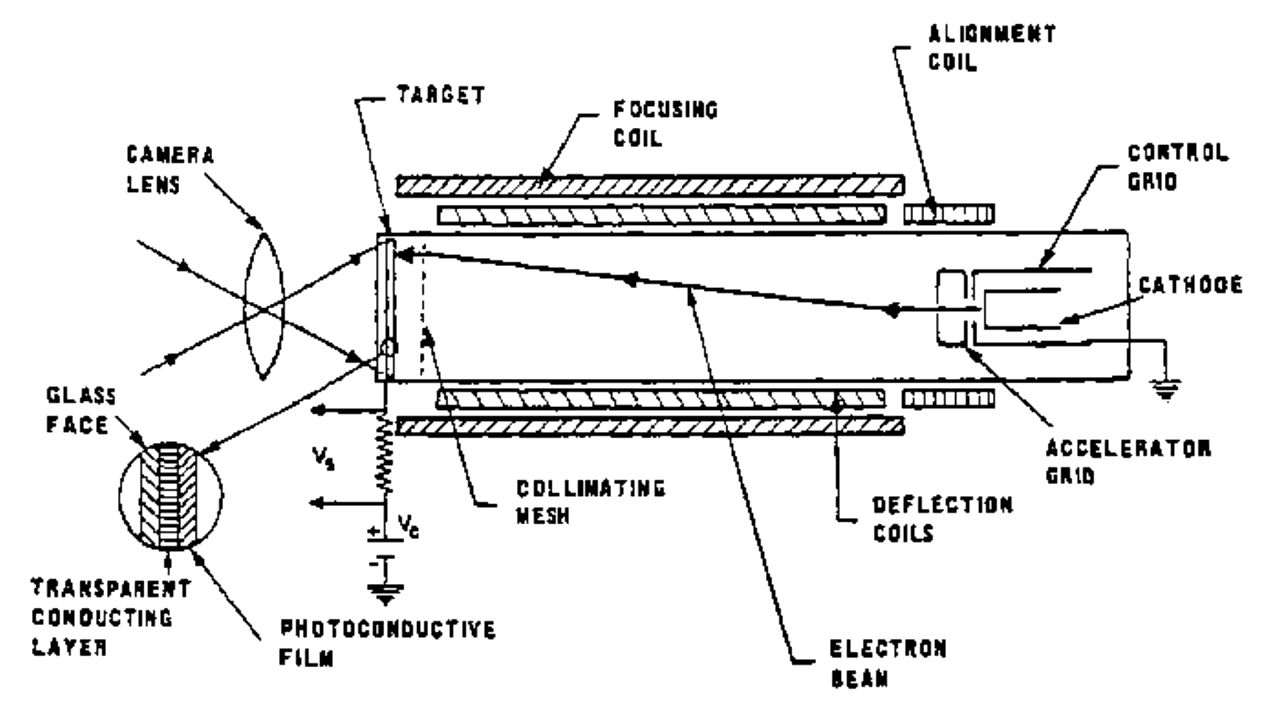 ALIGNMENT
COIL
TARGET
FOCUSING
COIL
CAMERA
LENS
CONTROL
GRID
CATHODE
GLASS
FACE
ACCELERATOR
GRID
Vs
COLLIMATING
MESH
DEFLECTION
COILS
+ Vc
-
TRANSPARENT
CONDUCTING
LAYER
PHOTOCONDUCTIVE
FILM
ELECTRON
BEAM